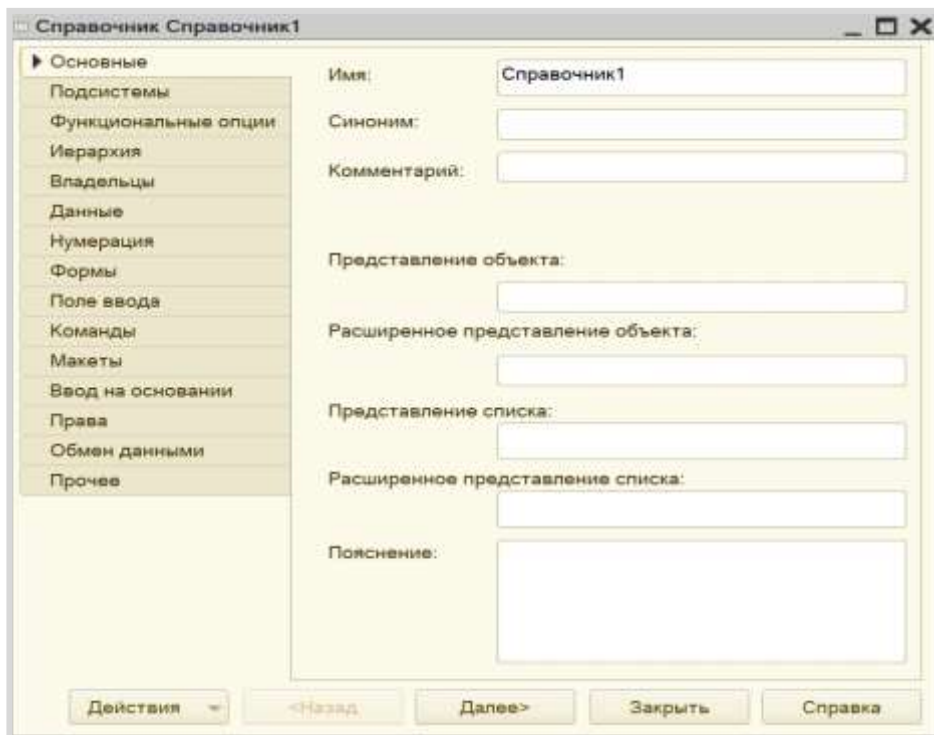 Справочник Справочник1
Основные
Подсистемы
Функциональные опции
Иерархия
Владельцы
Данные
Нумерация
Формы
Поле ввода
Команды
Макеты
Ввод на основании
Права
Обмен данными
Прочее
Имя: Справочник1
Синоним:
Комментарий:
Представление объекта:
Расширенное представление объекта:
Представление списка:
Расширенное представление списка:
Пояснение:
Действия <Назад Далее> Закрыть Справка